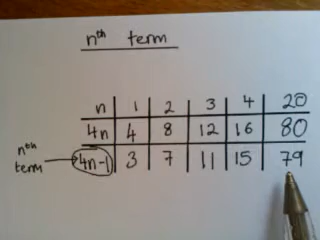 nth term
n 1 2 3 4 20
4n 4 8 12 16 80
nth term 4n-1 3 7 11 15 79